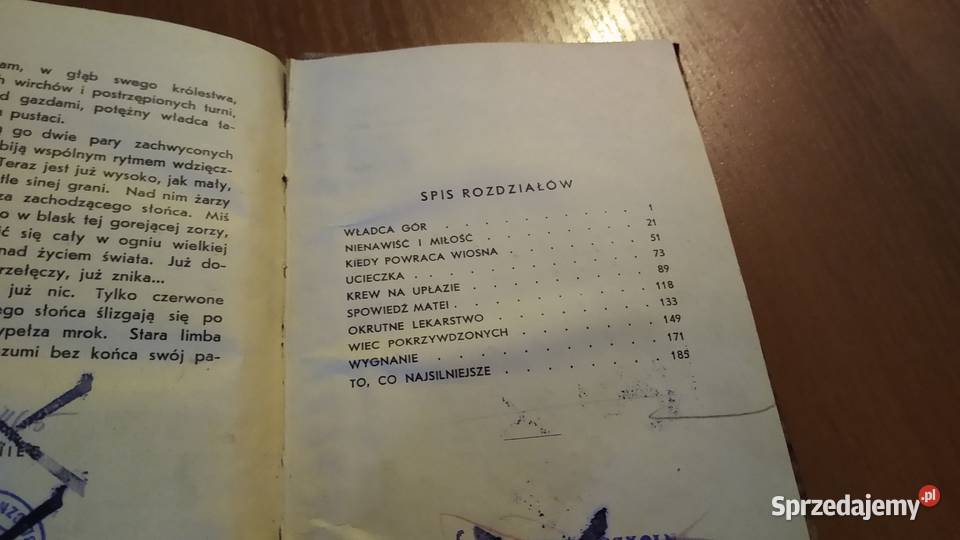 am, w głąb swego królestwa,
h wirchów i postrzępionych turni,
d gazdami, potężny władca ta-
pustaci.
go dwie pary zachwyconych
biją wspólnym rytmem wdzięcz-
Teraz jest już wysoko, jak mały,
tle sinej grani. Nad nim żarzy
za zachodzącego słońca. Miś
o w blask tej gorejącej zorzy,
ić się cały w ogniu wielkiej
nad życiem świata. Już do-
rzełęczy, już znika...
już nic. Tylko czerwone
ego słońca ślizgają się po
ypełza mrok. Stara limba
szumi bez końca swój pa-
NIEC
SPIS ROZDZIAŁÓW
WŁADCA GÓR . . . . . . . 1
NIENAWIŚĆ I MIŁOŚĆ . . . . . . 21
KIEDY POWRACA WIOSNA . . . . . 51
UCIECZKA . . . . . . . . 73
KREW NA UPŁAZIE . . . . . . 89
SPOWIEDŹ MATEI . . . . . . . 118
OKRUTNE LEKARSTWO . . . . . . 133
WIEC POKRZYWDZONYCH . . . . . 149
WYGNANIE . . . . . . . . 171
TO, CO NAJSILNIEJSZE . . . . . . 185
Sprzedajemy.pl